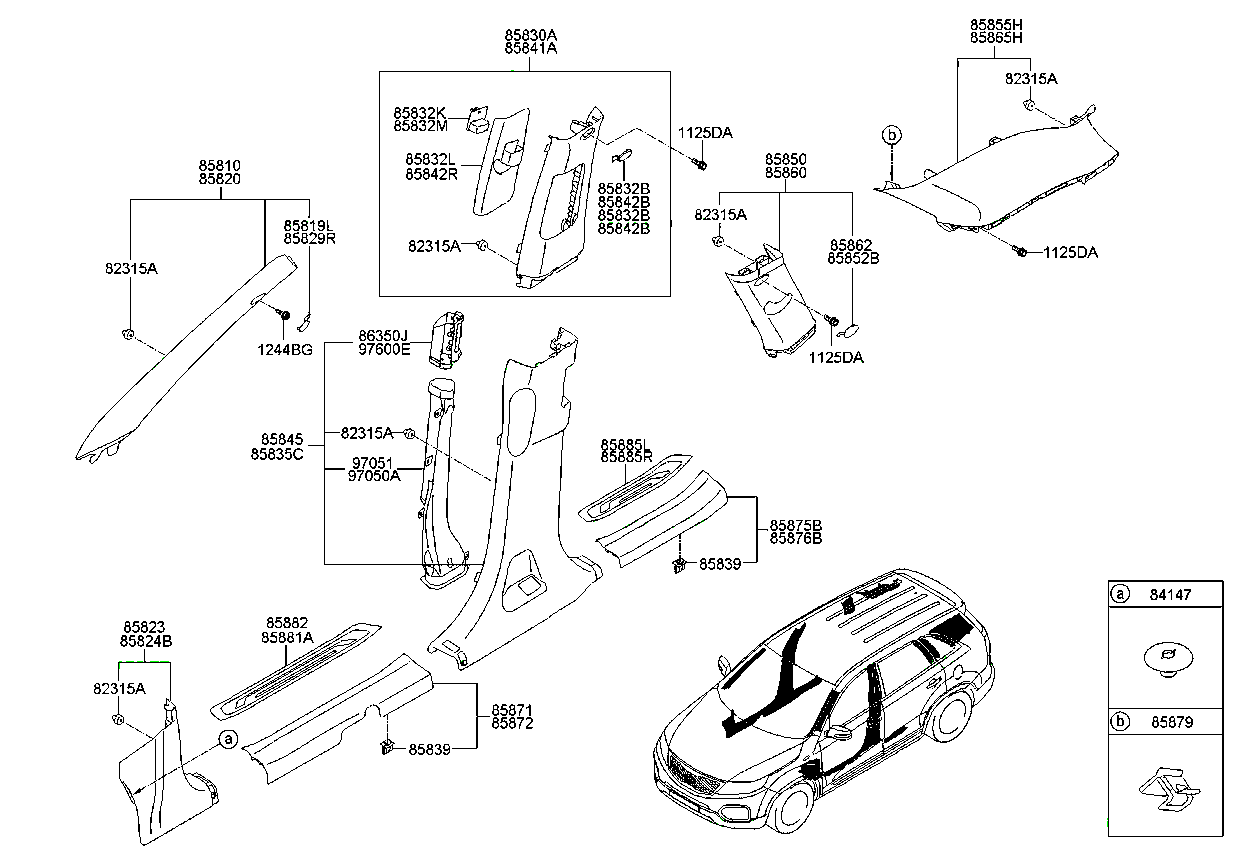 85830A
85841A
85855H
85865H
82315A
85832K
85832M
1125DA
b
85832L
85842R
85810
85820
85850
85860
85832B
85842B
85832B
85842B
82315A
85819L
85829R
82315A
85862
85852B
1125DA
82315A
1244BG
86350J
97600E
1125DA
82315A
85845
85835C
97051
97050A
85885L
85885R
85875B
85876B
85839
a
84147
85823
85824B
85882
85881A
82315A
85871
85872
a
85839
b
85879